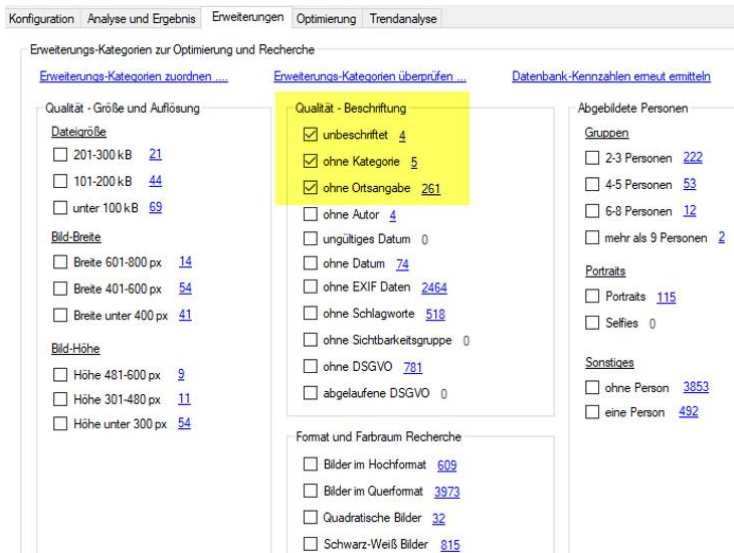 Konfiguration Analyse und Ergebnis Erweiterungen Optimierung Trendanalyse
Erweiterungs-Kategorien zur Optimierung und Recherche
Erweiterungs-Kategorien zuordnen .... Erweiterungs-Kategorien überprüfen ... Datenbank-Kennzahlen erneut ermitteln
Qualität - Größe und Auflösung
Dateigröße
201-300 kB 21
101-200 kB 44
unter 100 kB 69
Bild-Breite
Breite 601-800 px 14
Breite 401-600 px 54
Breite unter 400 px 41
Bild-Höhe
Höhe 481-600 px 9
Höhe 301-480 px 11
Höhe unter 300 px 54
Qualität - Beschriftung
unbeschriftet 4
ohne Kategorie 5
ohne Ortsangabe 261
ohne Autor 4
ungültiges Datum 0
ohne Datum 74
ohne EXIF Daten 2464
ohne Schlagworte 518
ohne Sichtbarkeitsgruppe 0
ohne DSGVO 781
abgelaufene DSGVO 0
Format und Farbraum Recherche
Bilder im Hochformat 609
Bilder im Querformat 3973
Quadratische Bilder 32
Schwarz-Weiß Bilder 815
Abgebildete Personen
Gruppen
2-3 Personen 222
4-5 Personen 53
6-8 Personen 12
mehr als 9 Personen 2
Portraits
Portraits 115
Selfies 0
Sonstiges
ohne Person 3853
eine Person 492